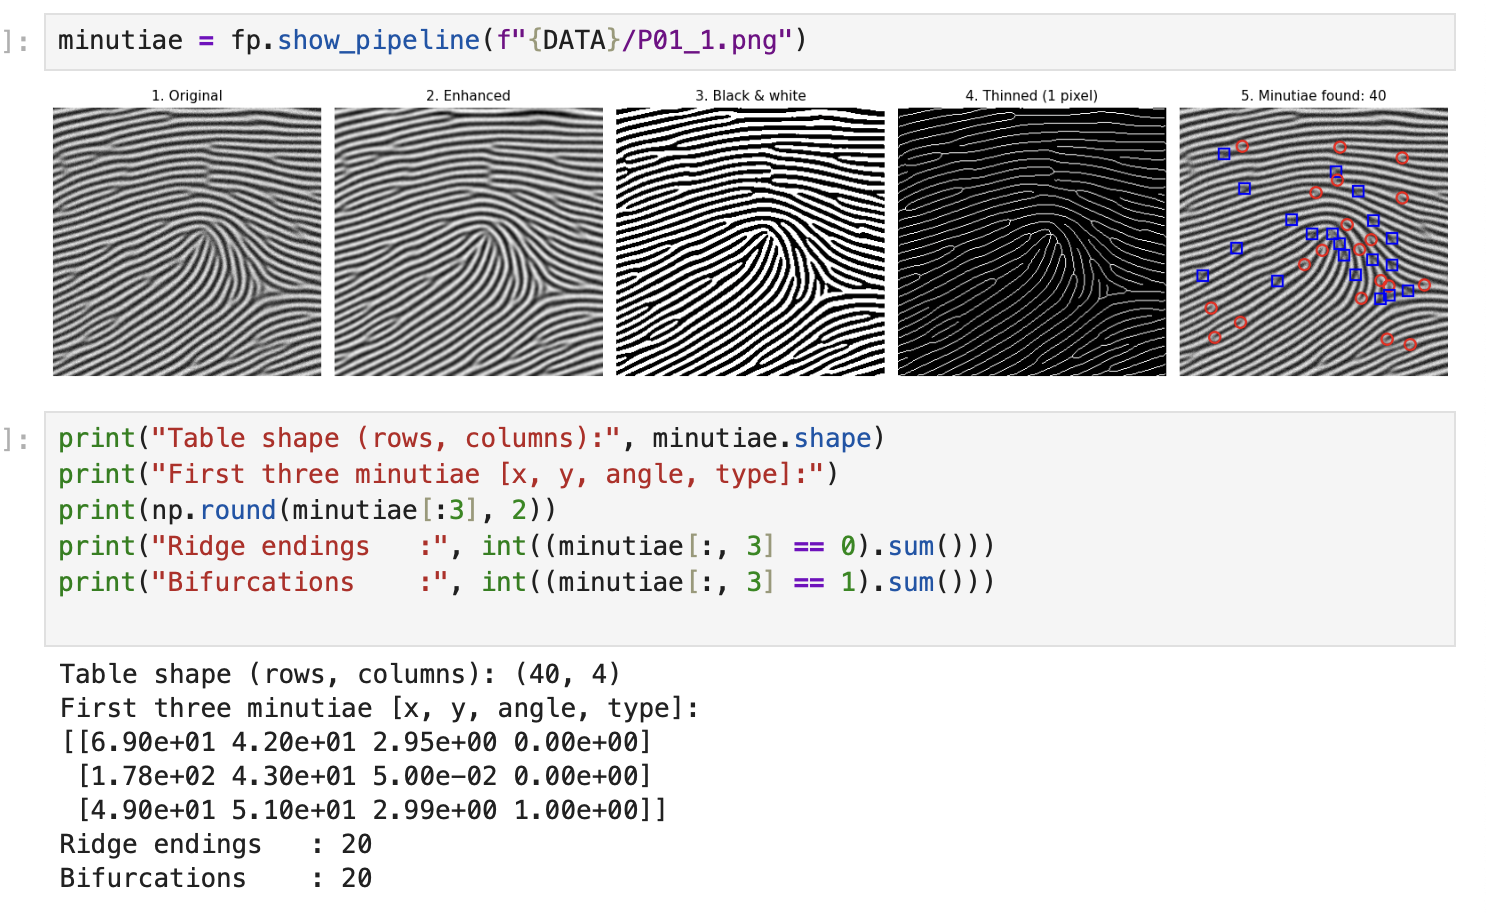 ]: minutiae = fp.show_pipeline(f"{DATA}/P01_1.png")
1. Original 2. Enhanced 3. Black & white 4. Thinned (1 pixel) 5. Minutiae found: 40
]: print("Table shape (rows, columns):", minutiae.shape)
print("First three minutiae [x, y, angle, type]:")
print(np.round(minutiae[:3], 2))
print("Ridge endings   :", int((minutiae[:, 3] == 0).sum()))
print("Bifurcations    :", int((minutiae[:, 3] == 1).sum()))
Table shape (rows, columns): (40, 4)
First three minutiae [x, y, angle, type]:
[[6.90e+01 4.20e+01 2.95e+00 0.00e+00]
 [1.78e+02 4.30e+01 5.00e-02 0.00e+00]
 [4.90e+01 5.10e+01 2.99e+00 1.00e+00]]
Ridge endings   : 20
Bifurcations    : 20